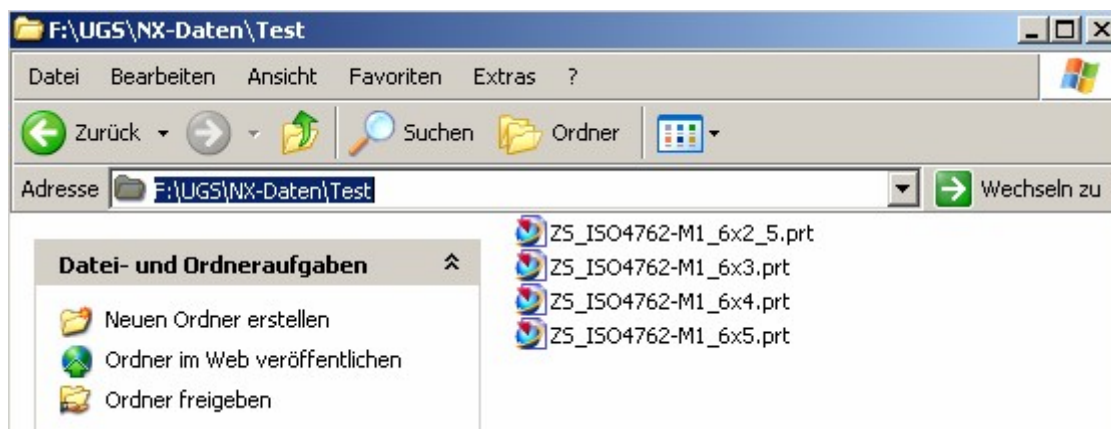 F:\UGS\NX-Daten\Test
Datei Bearbeiten Ansicht Favoriten Extras ?
Zurück Suchen Ordner
Adresse F:\UGS\NX-Daten\Test Wechseln zu
Datei- und Ordneraufgaben
Neuen Ordner erstellen
Ordner im Web veröffentlichen
Ordner freigeben
ZS_ISO4762-M1_6x2_5.prt
ZS_ISO4762-M1_6x3.prt
ZS_ISO4762-M1_6x4.prt
ZS_ISO4762-M1_6x5.prt